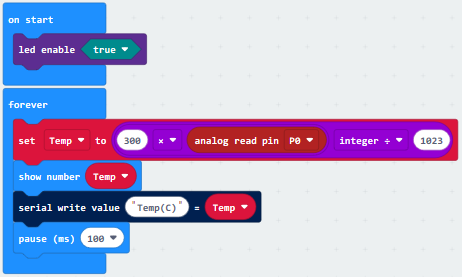 on start
led enable true
forever
set Temp to 300 × analog read pin P0 integer ÷ 1023
show number Temp
serial write value "Temp(C)" = Temp
pause (ms) 100